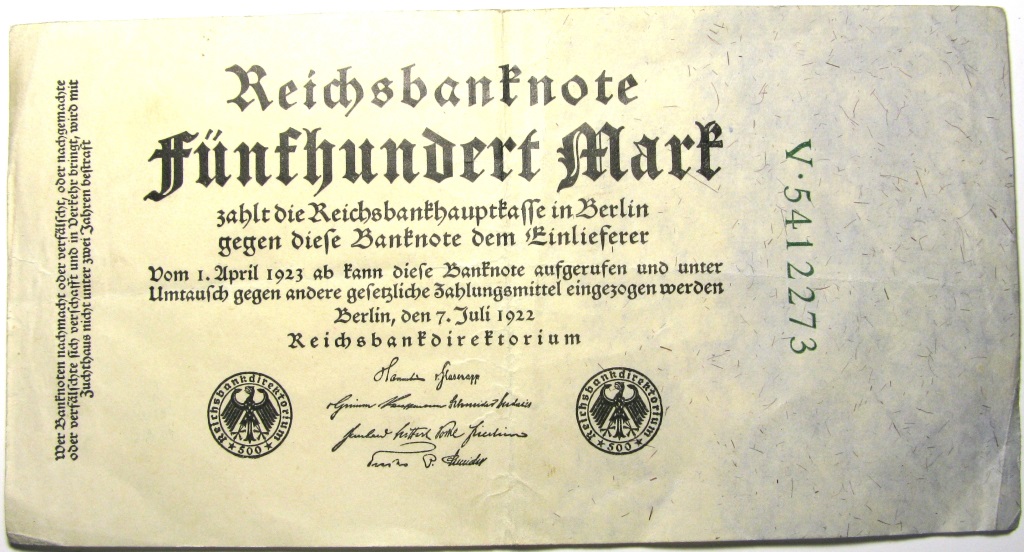 Reichsbanknote
Fünfhundert Mark
zahlt die Reichsbankhauptkasse in Berlin
gegen diese Banknote dem Einlieferer
Vom 1. April 1923 ab kann diese Banknote aufgerufen und unter
Umtausch gegen andere gesetzliche Zahlungsmittel eingezogen werden
Berlin, den 7. Juli 1922
Reichsbankdirektorium
Reichsbankdirektorium
500
Reichsbankdirektorium
500
Wer Banknoten nachmacht oder verfälscht, oder nachgemachte
oder verfälschte sich verschafft und in Verkehr bringt, wird mit
Zuchthaus nicht unter zwei Jahren bestraft
V·5412273